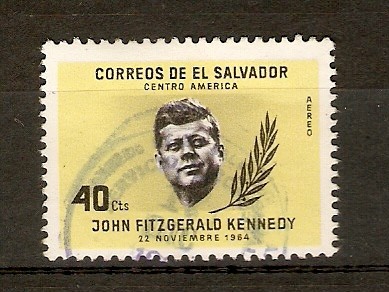 CORREOS DE EL SALVADOR
CENTRO AMERICA
AEREO
40 Cts
JOHN FITZGERALD KENNEDY
22 NOVIEMBRE 1964